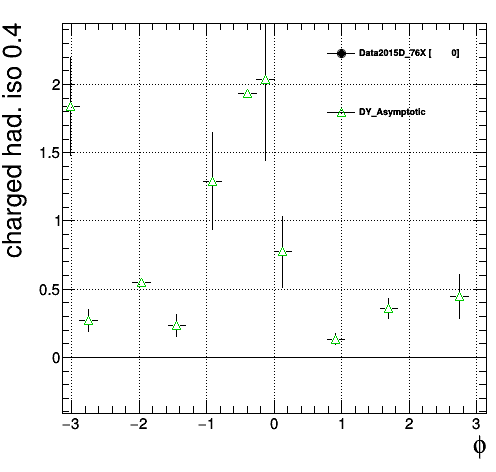 charged had. iso 0.4
Data2015D_76X [ 0]
DY_Asymptotic
2
1.5
1
0.5
0
−3 −2 −1 0 1 2 3
ϕ